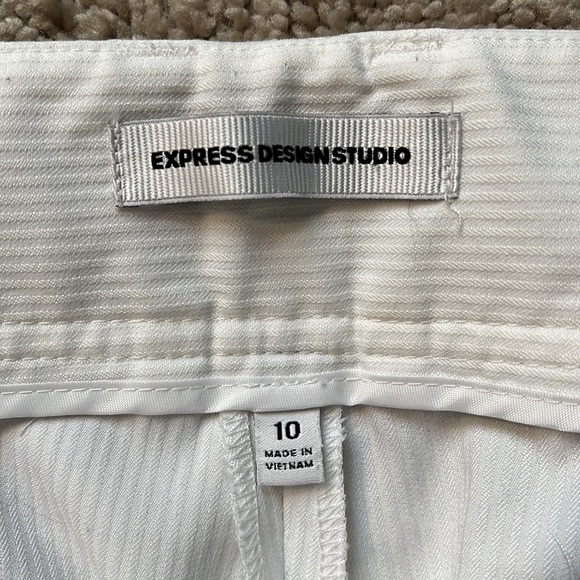 EXPRESS DESIGN STUDIO
10
MADE IN
VIETNAM